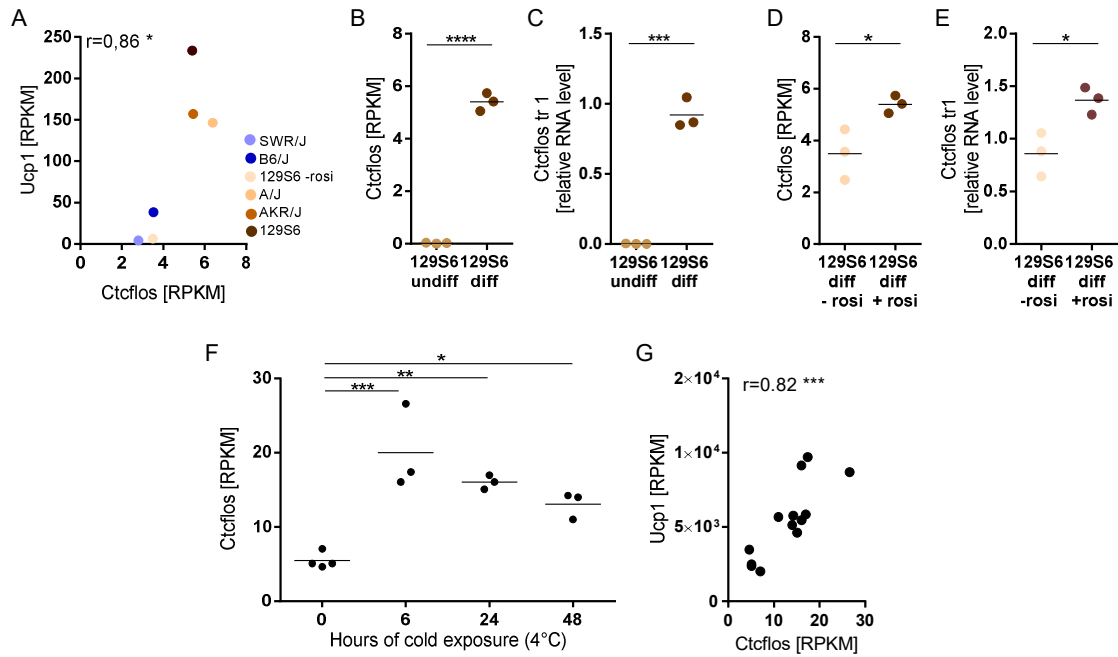 A
r=0,86 *
Ucp1 [RPKM]
250
200
150
100
50
0
0 2 4 6 8
Ctcflos [RPKM]
SWR/J
B6/J
129S6 -rosi
A/J
AKR/J
129S6
B
****
Ctcflos [RPKM]
8
6
4
2
0
129S6 129S6
undiff diff
C
***
Ctcflos tr 1
[relative RNA level]
1.5
1.0
0.5
0.0
129S6 129S6
undiff diff
D
*
Ctcflos [RPKM]
8
6
4
2
0
129S6 129S6
diff diff
- rosi + rosi
E
*
Ctcflos tr1
[relative RNA level]
2.0
1.5
1.0
0.5
0.0
129S6 129S6
diff diff
-rosi +rosi
F
*
**
***
Ctcflos [RPKM]
30
20
10
0
0 6 24 48
Hours of cold exposure (4°C)
G
r=0.82 ***
Ucp1 [RPKM]
2×10⁴
1×10⁴
5×10³
0
0 10 20 30
Ctcflos [RPKM]